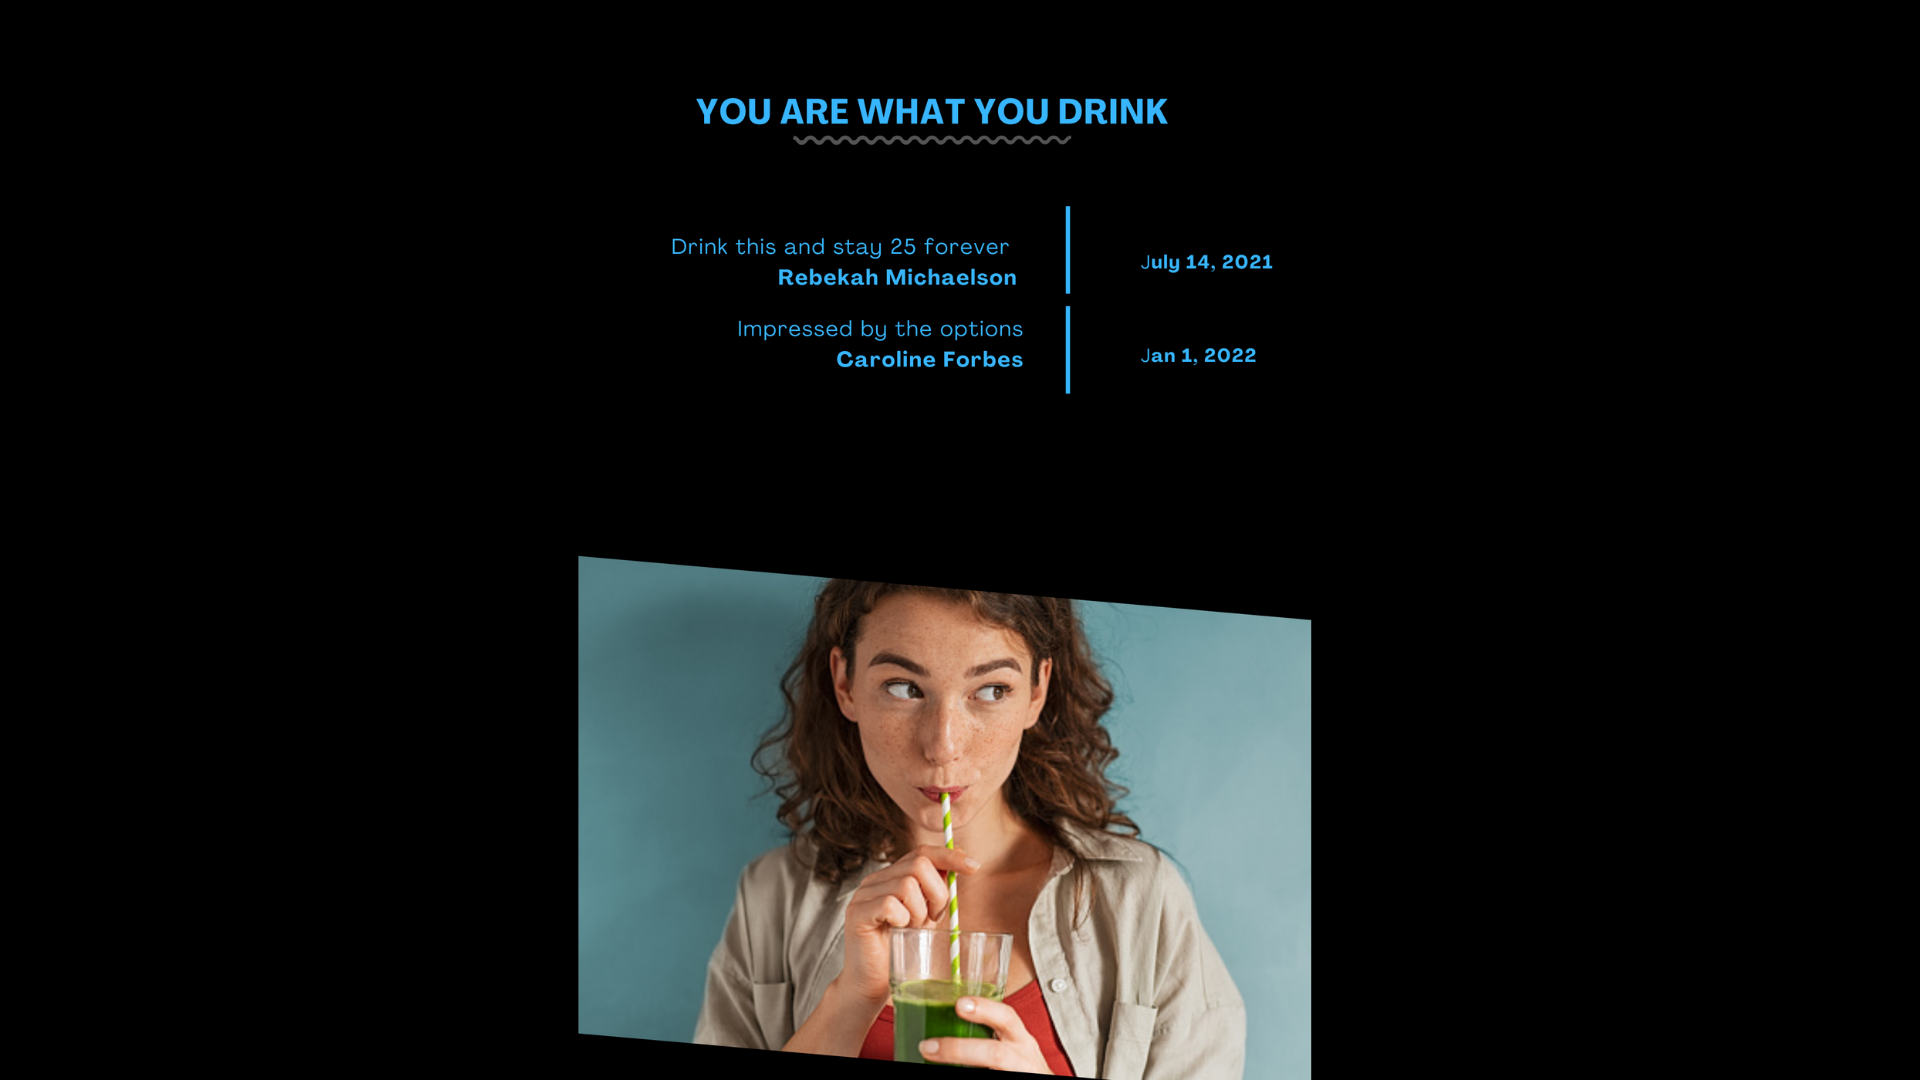 YOU ARE WHAT YOU DRINK
Drink this and stay 25 forever
Rebekah Michaelson
July 14, 2021
Impressed by the options
Caroline Forbes
Jan 1, 2022